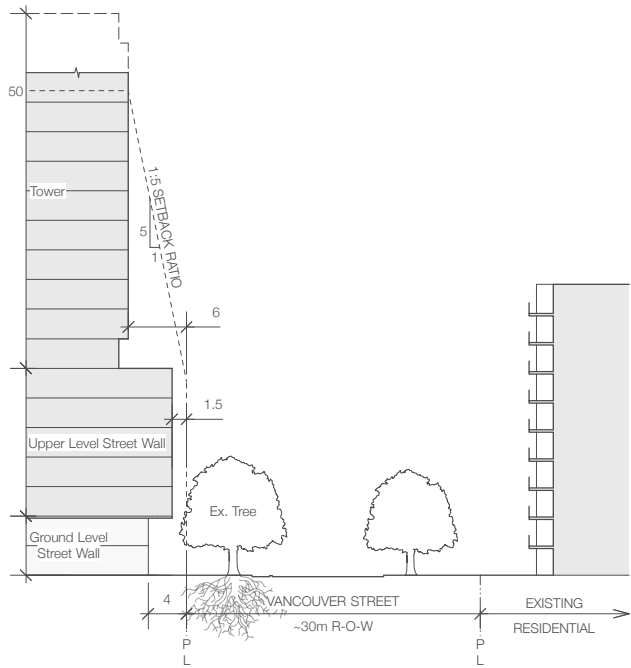 50
Tower
1:5 SETBACK RATIO
5
1
6
1.5
Upper Level Street Wall
Ex. Tree
Ground Level
Street Wall
4
VANCOUVER STREET
~30m R-O-W
EXISTING
RESIDENTIAL
P
L
P
L